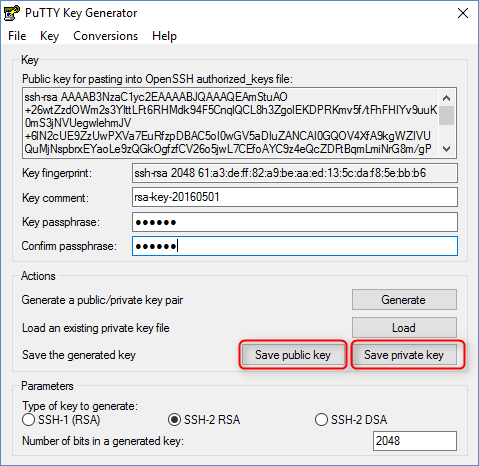 PuTTY Key Generator
File Key Conversions Help
Key
Public key for pasting into OpenSSH authorized_keys file:
ssh-rsa AAAAB3NzaC1yc2EAAAABJQAAAQEAmStuAO
+26wtZzdOWm2s3YlttLFt6RHMdk94F5CnqlQCL8h3ZgolEKDPRKmv5f/tFhFHIYv9uuK
0mS3jNVUegwlehmJV
+6IN2cUE9ZzUwPXVa7EuRfzpDBAC5oI0wGV5aDIuZANCAI0GQOV4XfA9kgWZIVU
QuMjNspbrxEYaoLe9zQGkOgfzfCV26o5jwL7CEfoAYC9z4eQcZDFtBqmLmiNrG8m/gP
Key fingerprint: ssh-rsa 2048 61:a3:de:ff:82:a9:be:aa:ed:13:5c:da:f8:5e:bb:b6
Key comment: rsa-key-20160501
Key passphrase: ●●●●●●
Confirm passphrase: ●●●●●●
Actions
Generate a public/private key pair Generate
Load an existing private key file Load
Save the generated key Save public key Save private key
Parameters
Type of key to generate:
SSH-1 (RSA) SSH-2 RSA SSH-2 DSA
Number of bits in a generated key: 2048